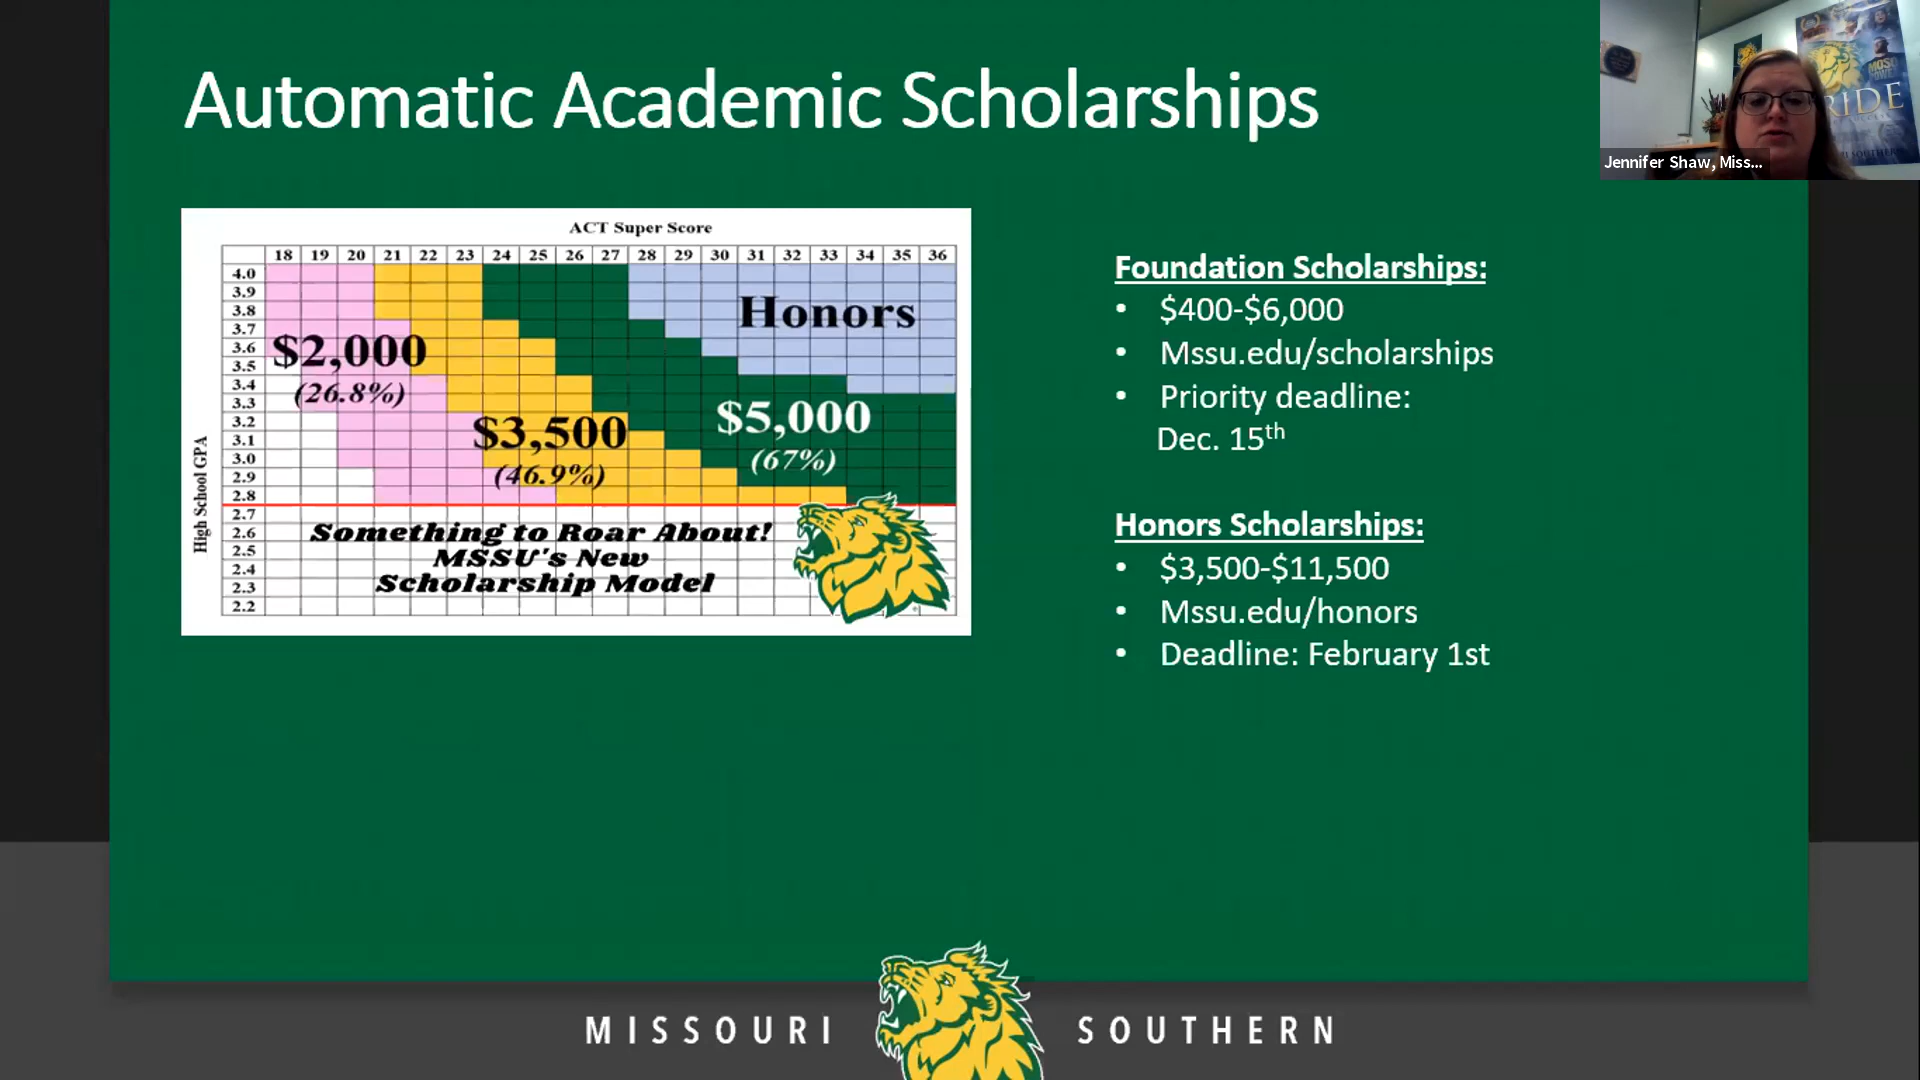 Automatic Academic Scholarships
ACT Super Score
18 19 20 21 22 23 24 25 26 27 28 29 30 31 32 33 34 35 36
High School GPA
4.0
3.9
3.8
3.7
3.6
3.5
3.4
3.3
3.2
3.1
3.0
2.9
2.8
2.7
2.6
2.5
2.4
2.3
2.2
$2,000
(26.8%)
$3,500
(46.9%)
$5,000
(67%)
Honors
Something to Roar About!
MSSU's New
Scholarship Model
Foundation Scholarships:
• $400-$6,000
• Mssu.edu/scholarships
• Priority deadline:
Dec. 15th
Honors Scholarships:
• $3,500-$11,500
• Mssu.edu/honors
• Deadline: February 1st
RIDE
Jennifer Shaw, Miss...
MISSOURI SOUTHERN